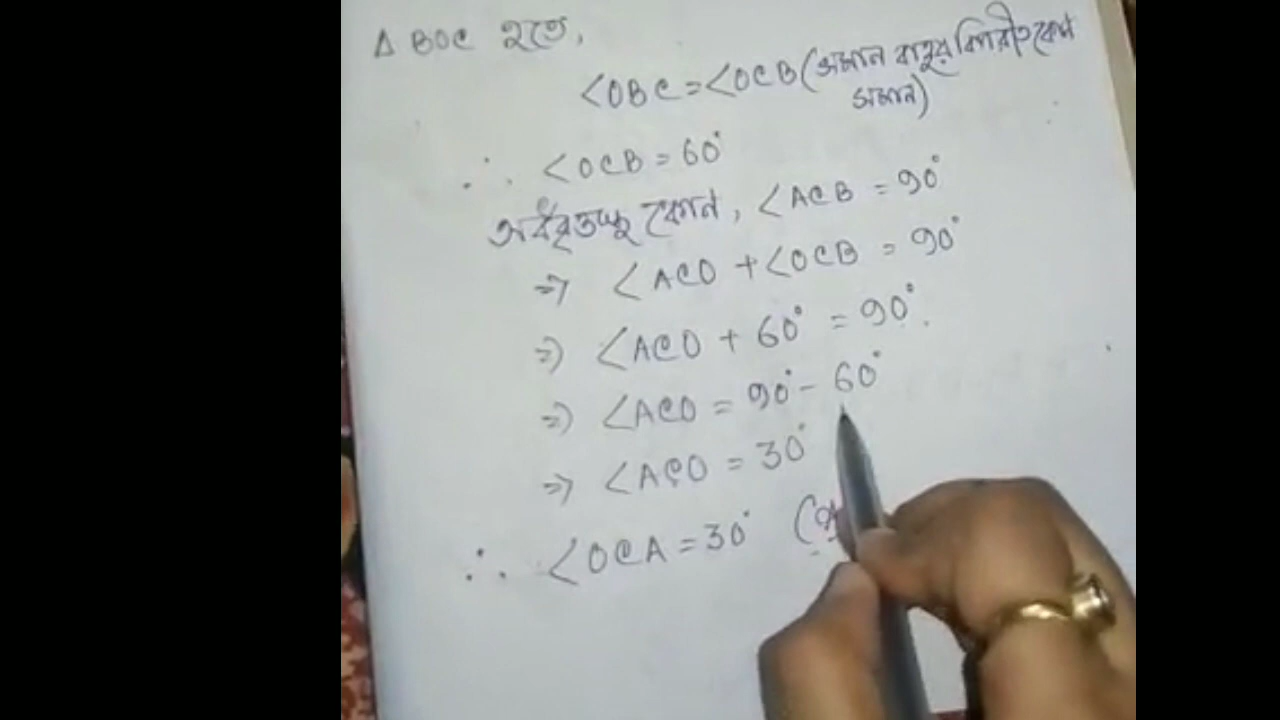 Δ BOC হতে,
∠OBC = ∠OCB (সমান বাহুর বিপরীত কোণ
সমান)
∴ ∠OCB = 60°
অর্ধবৃত্তস্থ কোন, ∠ACB = 90°
⇒ ∠ACO + ∠OCB = 90°
⇒ ∠ACO + 60° = 90°.
⇒ ∠ACO = 90° - 60°
⇒ ∠ACO = 30°
∴ ∠OCA = 30°